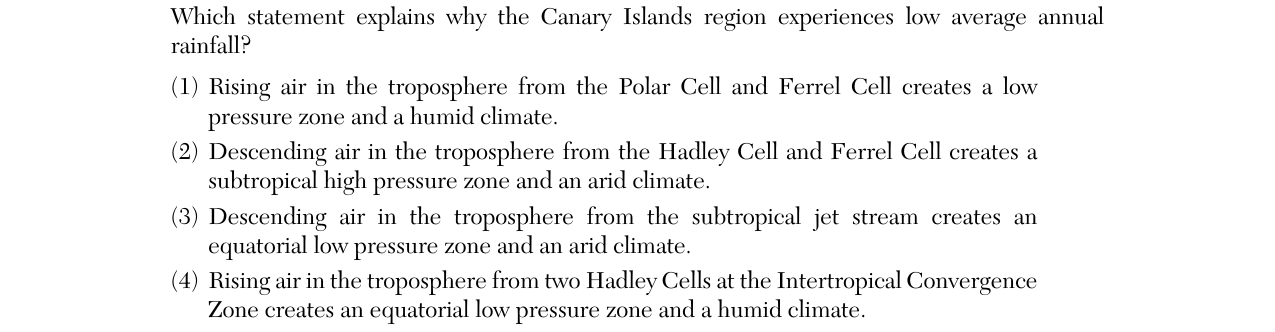 Which statement explains why the Canary Islands region experiences low average annual
rainfall?
(1) Rising air in the troposphere from the Polar Cell and Ferrel Cell creates a low
pressure zone and a humid climate.
(2) Descending air in the troposphere from the Hadley Cell and Ferrel Cell creates a
subtropical high pressure zone and an arid climate.
(3) Descending air in the troposphere from the subtropical jet stream creates an
equatorial low pressure zone and an arid climate.
(4) Rising air in the troposphere from two Hadley Cells at the Intertropical Convergence
Zone creates an equatorial low pressure zone and a humid climate.